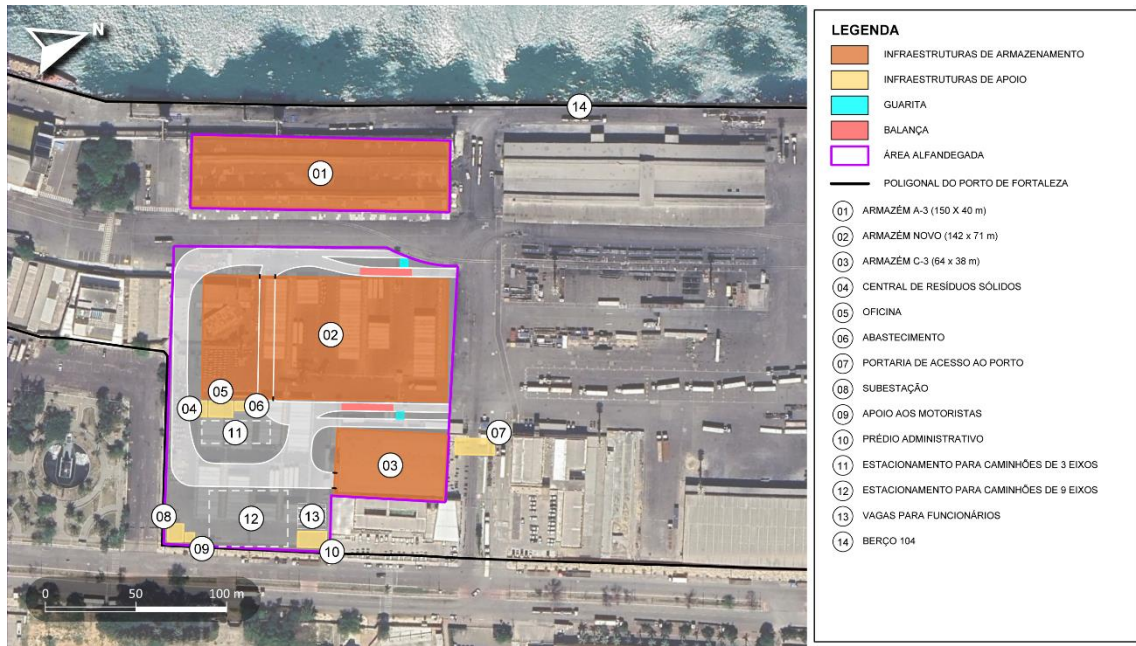 N
14
01
02
05
04
06
11
07
03
08
12
13
09
10
0
50
100 m
LEGENDA
INFRAESTRUTURAS DE ARMAZENAMENTO
INFRAESTRUTURAS DE APOIO
GUARITA
BALANÇA
ÁREA ALFANDEGADA
POLIGONAL DO PORTO DE FORTALEZA
01 ARMAZÉM A-3 (150 X 40 m)
02 ARMAZÉM NOVO (142 x 71 m)
03 ARMAZÉM C-3 (64 x 38 m)
04 CENTRAL DE RESÍDUOS SÓLIDOS
05 OFICINA
06 ABASTECIMENTO
07 PORTARIA DE ACESSO AO PORTO
08 SUBESTAÇÃO
09 APOIO AOS MOTORISTAS
10 PRÉDIO ADMINISTRATIVO
11 ESTACIONAMENTO PARA CAMINHÕES DE 3 EIXOS
12 ESTACIONAMENTO PARA CAMINHÕES DE 9 EIXOS
13 VAGAS PARA FUNCIONÁRIOS
14 BERÇO 104